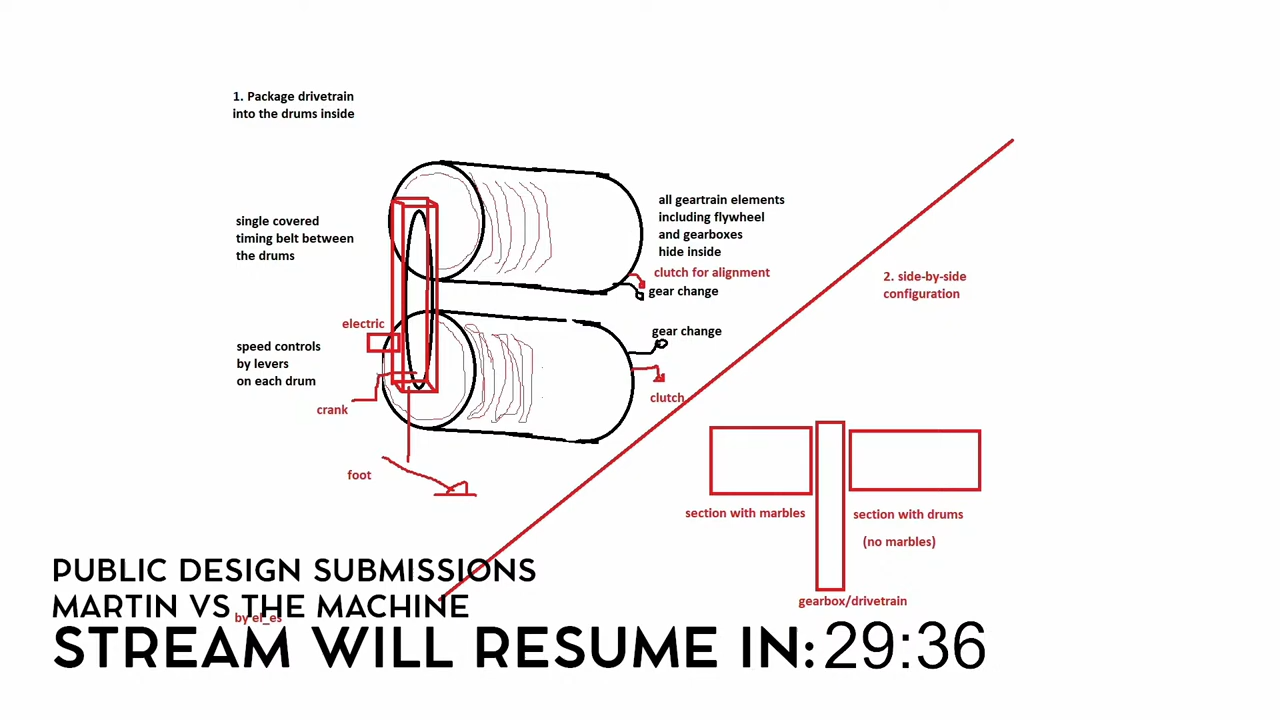 1. Package drivetrain
into the drums inside
single covered
timing belt between
the drums
all geartrain elements
including flywheel
and gearboxes
hide inside
clutch for alignment
gear change
2. side-by-side
configuration
electric
gear change
speed controls
by levers
on each drum
clutch
crank
foot
section with marbles
section with drums
(no marbles)
gearbox/drivetrain
PUBLIC DESIGN SUBMISSIONS
MARTIN VS THE MACHINE
by el_es
STREAM WILL RESUME IN: 29:36